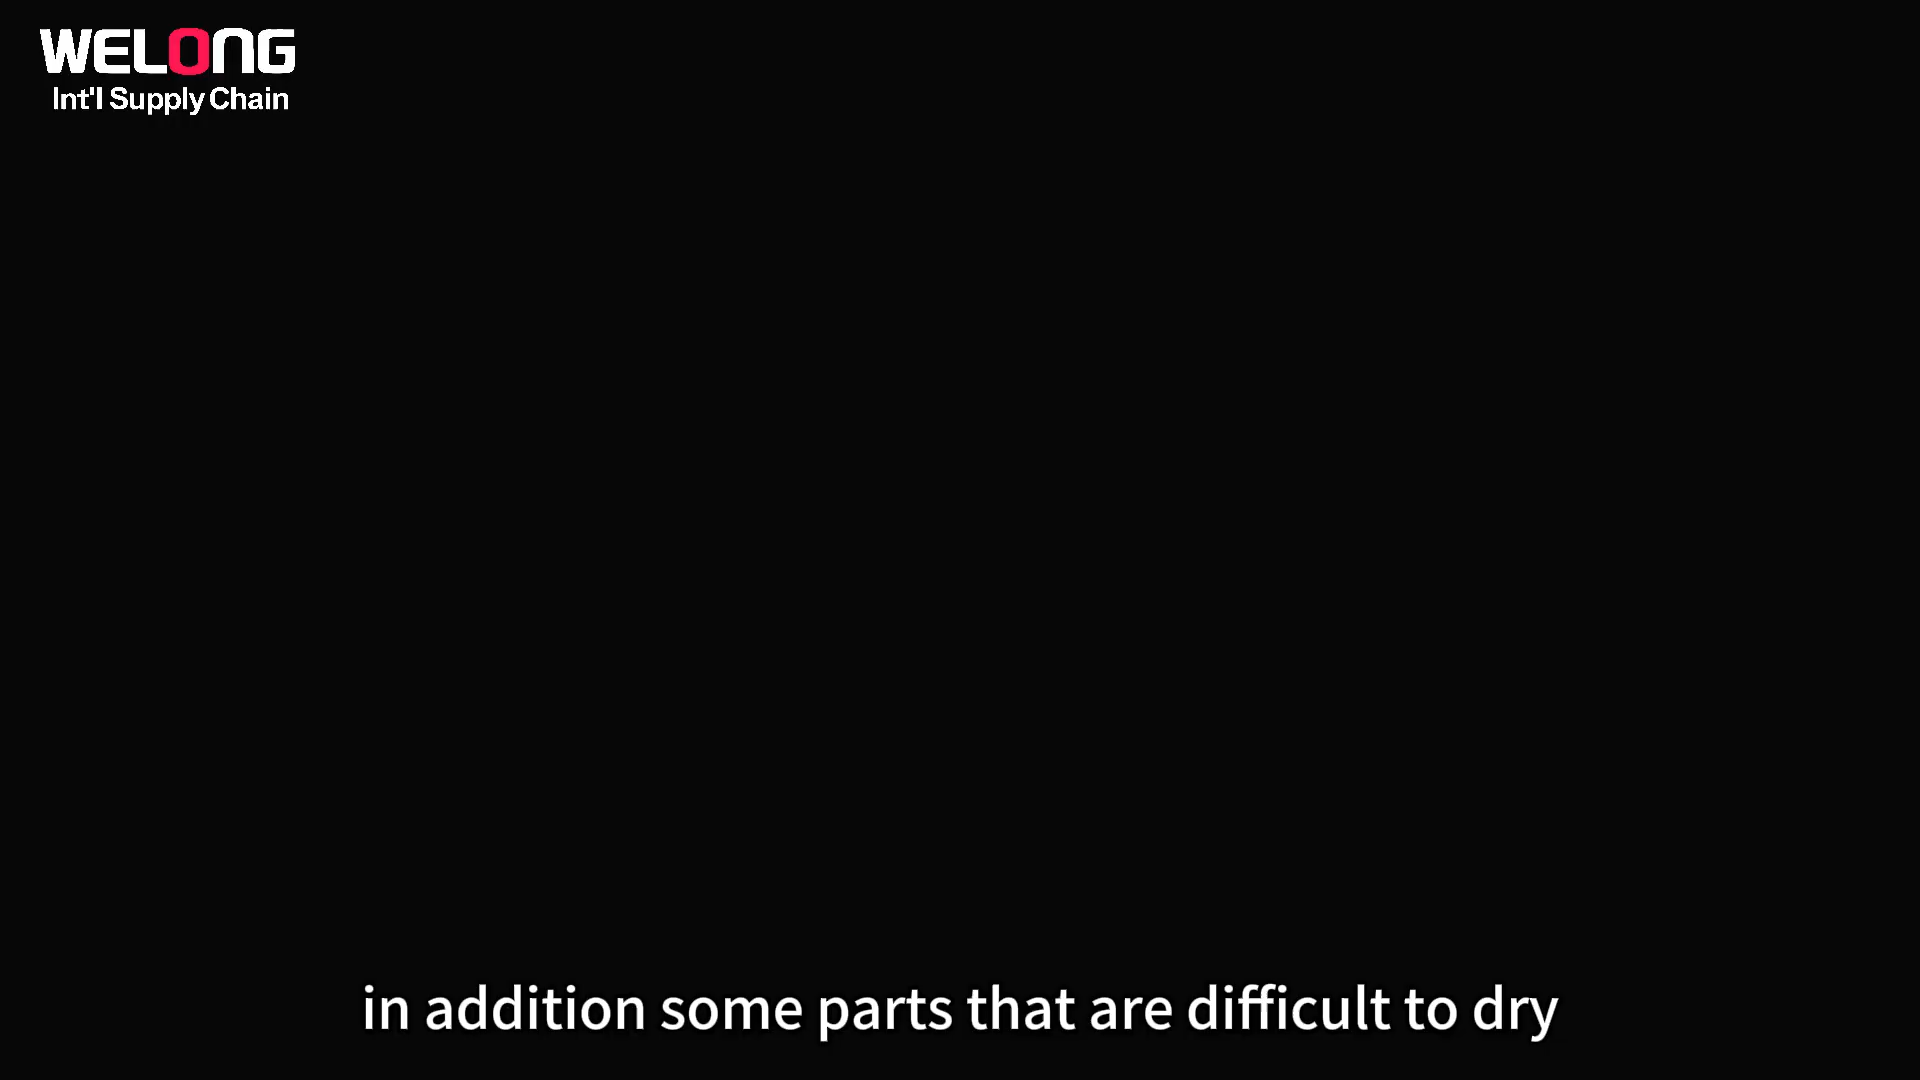 WELONG
Int'l Supply Chain
in addition some parts that are difficult to dry